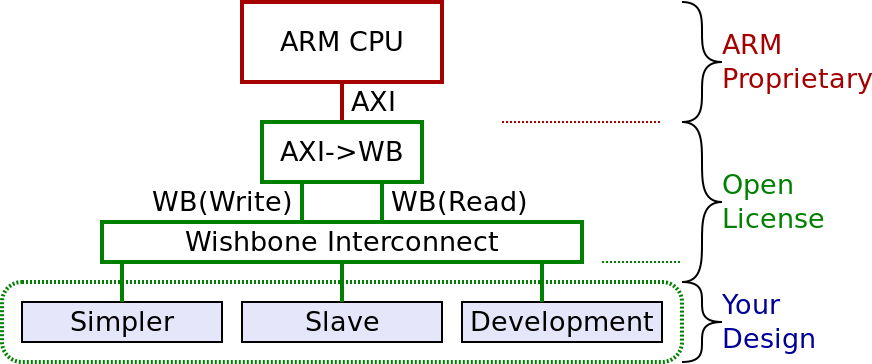 ARM CPU
ARM
Proprietary
AXI
AXI->WB
WB(Write)
WB(Read)
Open
License
Wishbone Interconnect
Simpler
Slave
Development
Your
Design